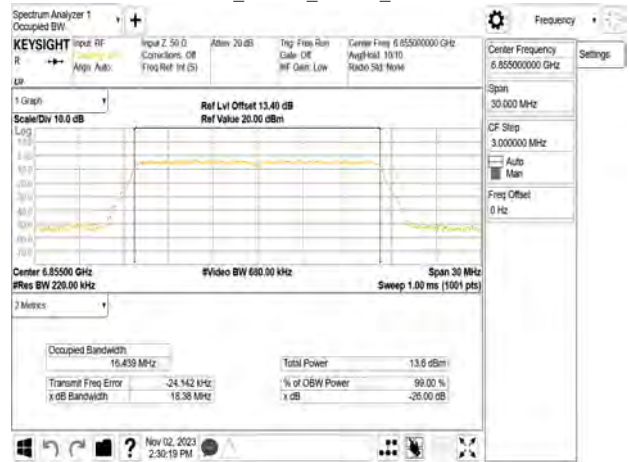 Spectrum Analyzer 1
Occupied BW
Frequency
KEYSIGHT
Input: RF
Align: Auto
Input Z: 50 Ω
Corrections: Off
Freq Ref: Int (S)
Atten: 20 dB
Trig: Free Run
Gate: Off
#IF Gain: Low
Center Freq: 6.855000000 GHz
Avg|Hold: 10/10
Radio Std: None
Center Frequency
6.855000000 GHz
Settings
Span
30.000 MHz
CF Step
3.000000 MHz
Auto
Man
Freq Offset
0 Hz
1 Graph
Scale/Div 10.0 dB
Ref Lvl Offset 13.40 dB
Ref Value 20.00 dBm
Log
Center 6.85500 GHz
#Res BW 220.00 kHz
#Video BW 680.00 kHz
Span 30 MHz
Sweep 1.00 ms (1001 pts)
2 Metrics
Occupied Bandwidth
16.439 MHz
Total Power
13.6 dBm
Transmit Freq Error
-24.142 kHz
% of OBW Power
99.00 %
x dB Bandwidth
18.38 MHz
x dB
-26.00 dB
Nov 02, 2023
2:30:19 PM